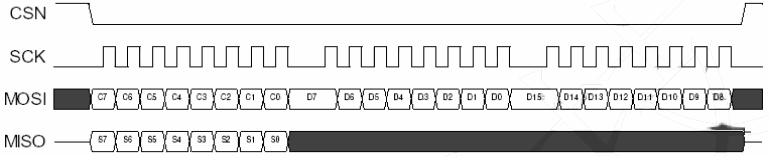 CSN
SCK
MOSI C7 C6 C5 C4 C3 C2 C1 C0 D7 D6 D5 D4 D3 D2 D1 D0 D15 D14 D13 D12 D11 D10 D9 D8
MISO S7 S6 S5 S4 S3 S2 S1 S0